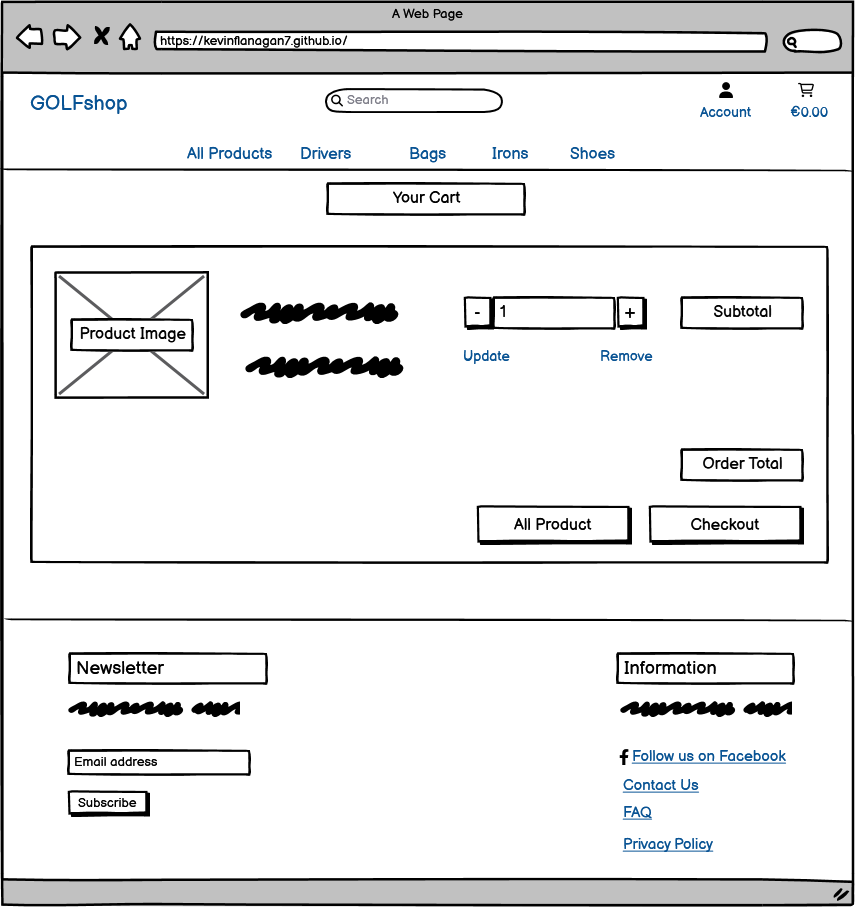 A Web Page
https://kevinflanagan7.github.io/
GOLFshop
Search
Account
€0.00
All Products Drivers Bags Irons Shoes
Your Cart
Product Image
- 1 +
Subtotal
Update Remove
Order Total
All Product
Checkout
Newsletter
Email address
Subscribe
Information
Follow us on Facebook
Contact Us
FAQ
Privacy Policy